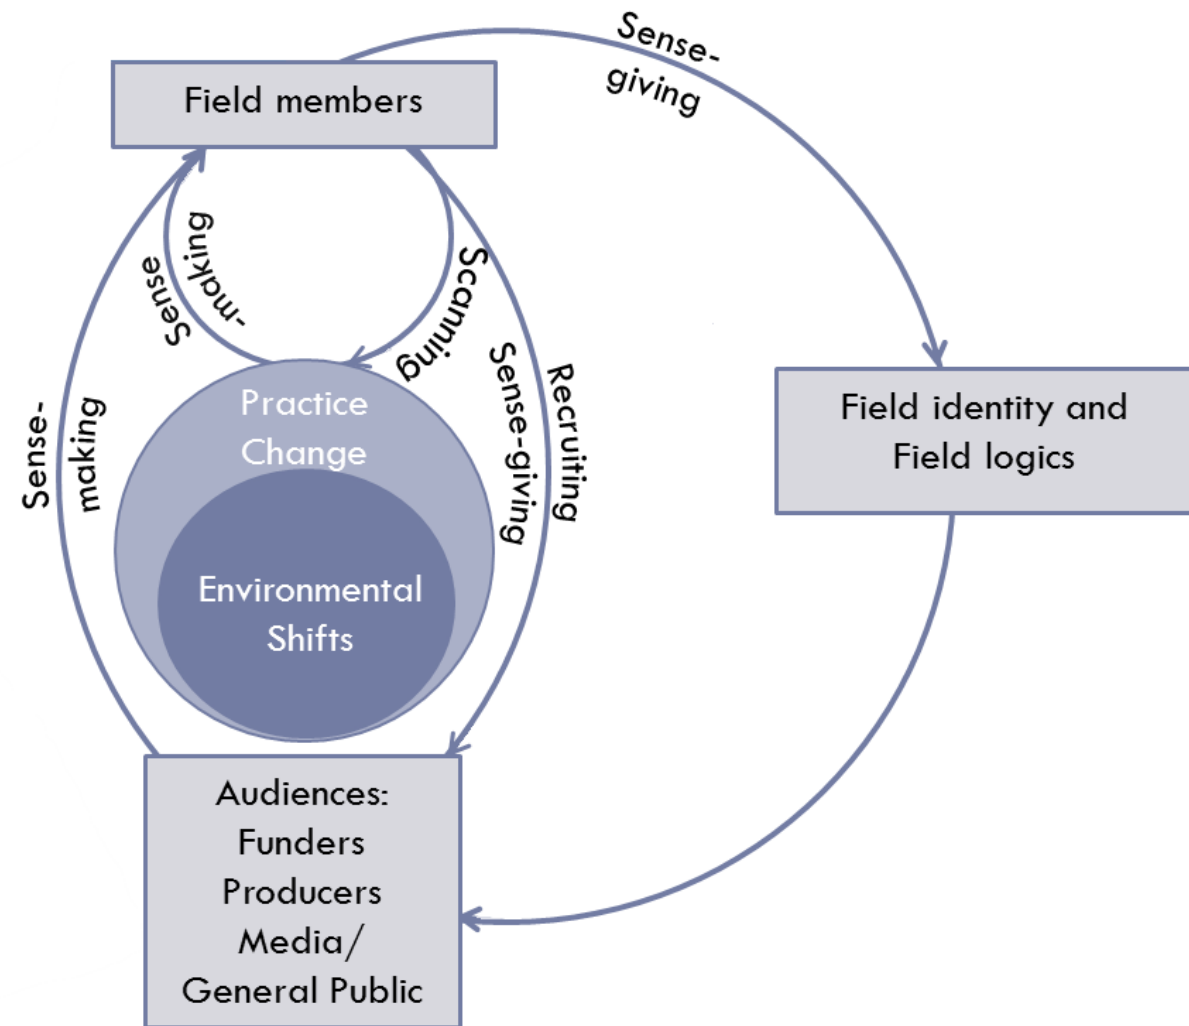 Sense-
giving
Field members
Sense
-making
Scanning
Practice
Change
Sense-
making
Sense-giving
Recruiting
Field identity and
Field logics
Environmental
Shifts
Audiences:
Funders
Producers
Media/
General Public